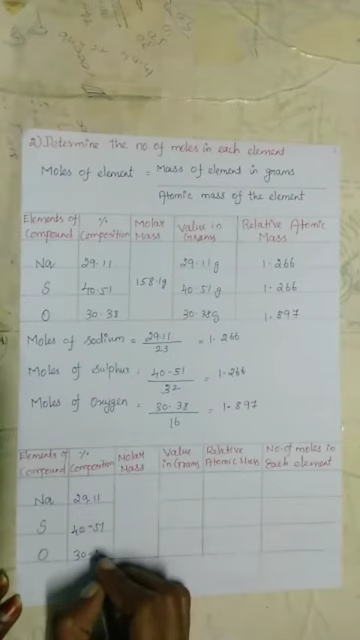 2) Determine the no. of moles in each element
Moles of element = Mass of element in grams
Atomic mass of the element
Elements of Compound % Composition Molar Mass Value in Grams Relative Atomic Mass
Na 29.11 29.11g 1.266
S 40.51 158.1g 40.51g 1.266
O 30.38 30.38g 1.897
Moles of Sodium = 29.11 / 23 = 1.266
Moles of Sulphur = 40.51 / 32 = 1.266
Moles of Oxygen = 30.38 / 16 = 1.897
Elements of Compound % Composition Molar Mass Value in Grams Relative Atomic Mass No. of moles in Each element
Na 29.11
S 40.51
O 30